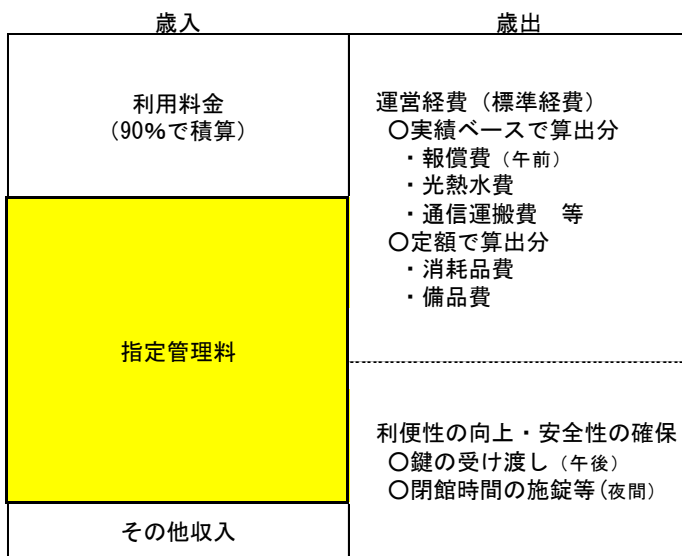 歳入
歳出
利用料金
（90％で積算）
指定管理料
その他収入
運営経費（標準経費）
○実績ベースで算出分
・報償費（午前）
・光熱水費
・通信運搬費　等
○定額で算出分
・消耗品費
・備品費
利便性の向上・安全性の確保
○鍵の受け渡し（午後）
○閉館時間の施錠等（夜間）